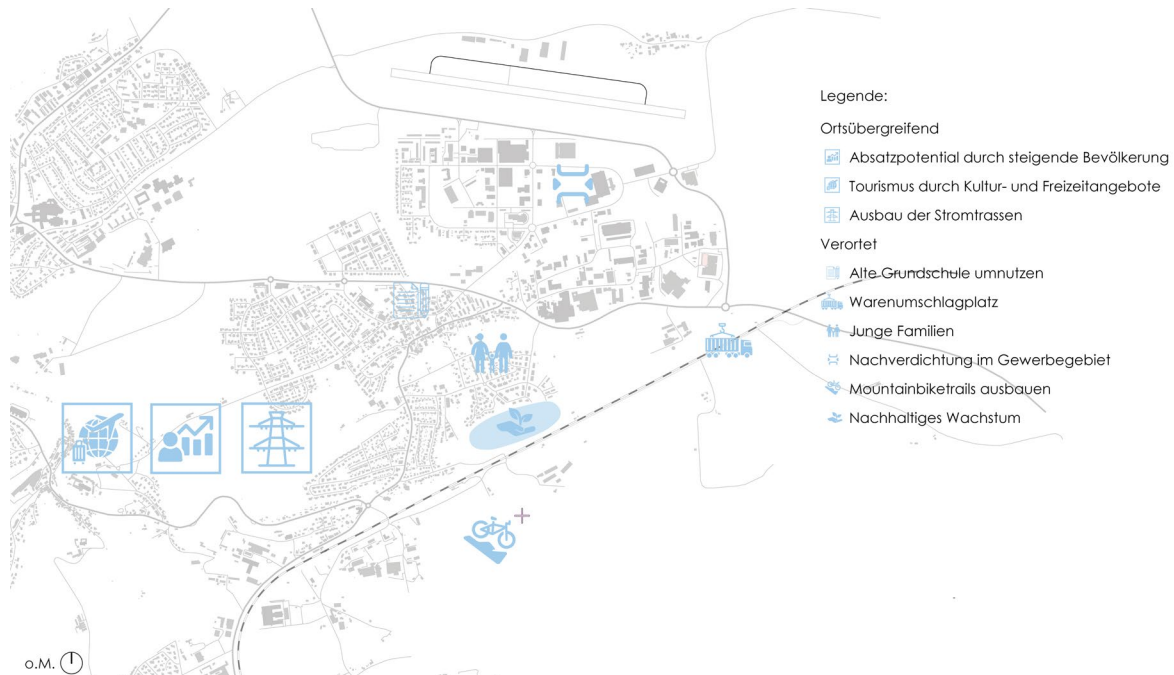 Legende:
Ortsübergreifend
Absatzpotential durch steigende Bevölkerung
Tourismus durch Kultur- und Freizeitangebote
Ausbau der Stromtrassen
Verortet
Alte Grundschule umnutzen
Warenumschlagplatz
Junge Familien
Nachverdichtung im Gewerbegebiet
Mountainbiketrails ausbauen
Nachhaltiges Wachstum
o.M.